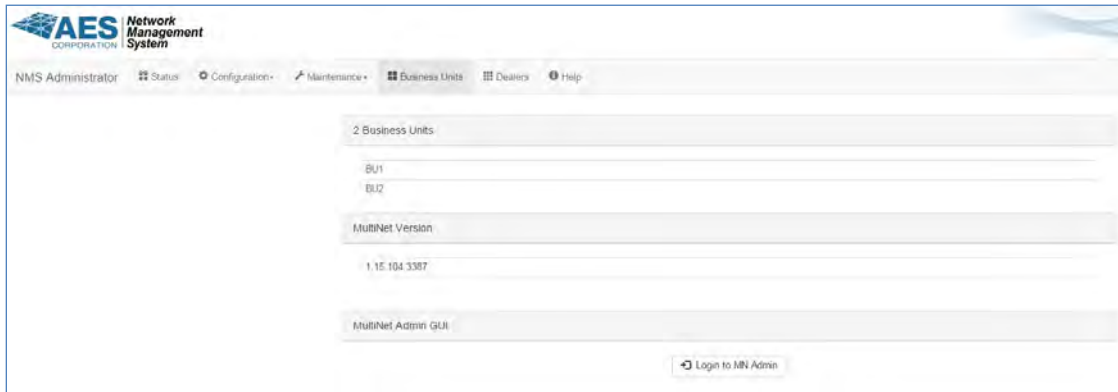 AES
CORPORATION
Network
Management
System
NMS Administrator Status Configuration Maintenance Business Units Dealers Help
2 Business Units
BU1
BU2
MultiNet Version
1.15.104.3387
MultiNet Admin GUI
Login to MN Admin